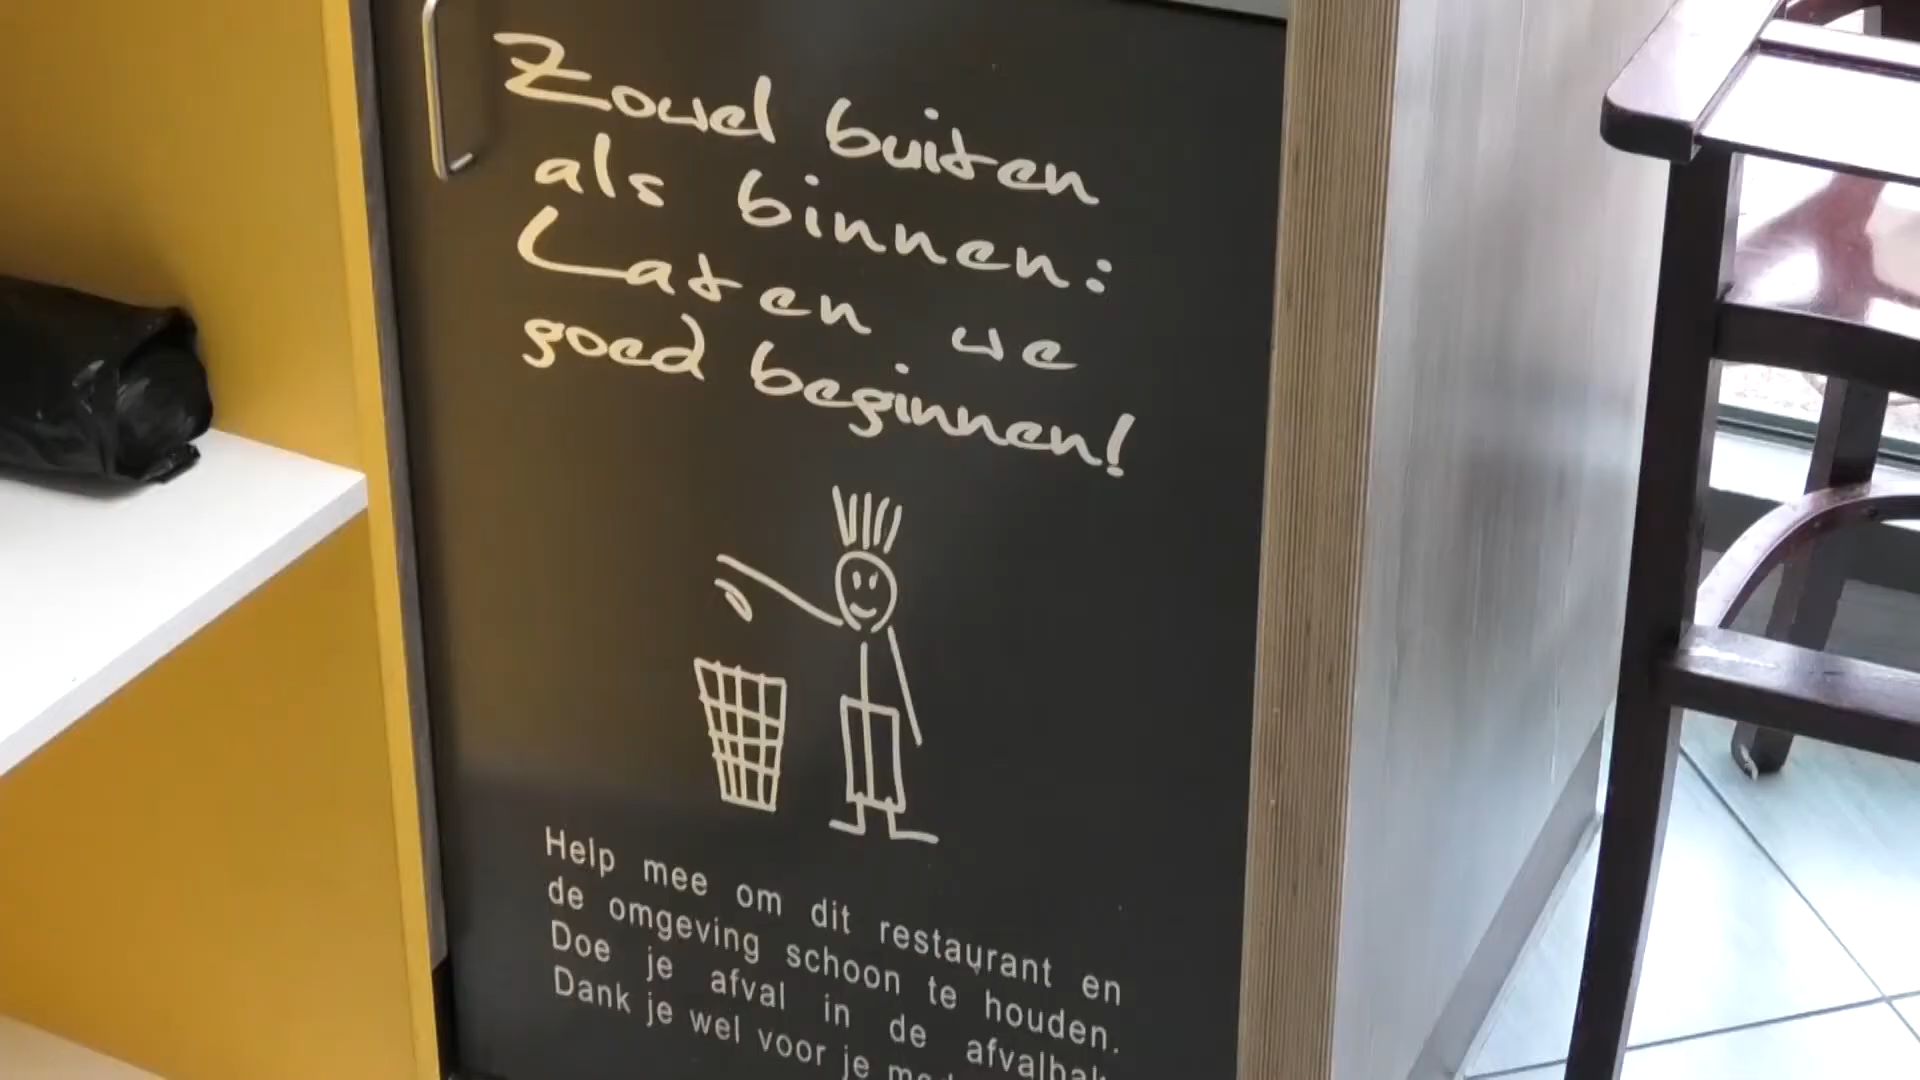 Zowel buiten
als binnen:
Laten we
goed beginnen!
Help mee om dit restaurant en
de omgeving schoon te houden.
Doe je afval in de
Dank je wel voor je